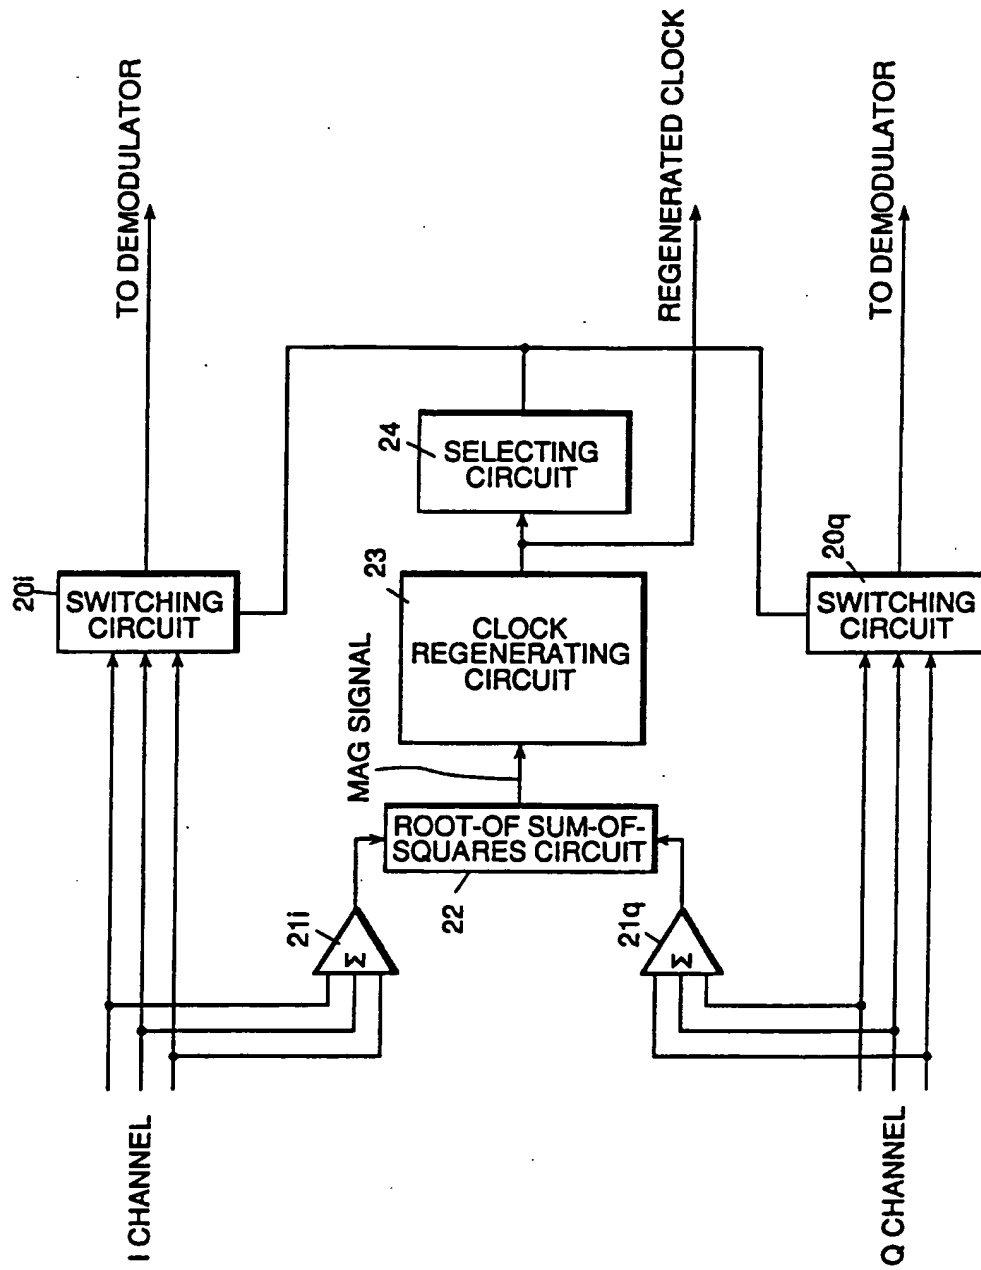 TO DEMODULATOR
20i
SWITCHING
CIRCUIT
REGENERATED CLOCK
TO DEMODULATOR
24
SELECTING
CIRCUIT
23
CLOCK
REGENERATING
CIRCUIT
20q
SWITCHING
CIRCUIT
MAG SIGNAL
ROOT-OF SUM-OF-
SQUARES CIRCUIT
22
21i
Σ
21q
Σ
I CHANNEL
Q CHANNEL